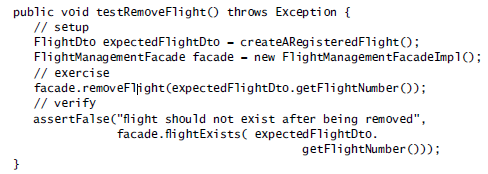 public void testRemoveFlight() throws Exception {
// setup
FlightDto expectedFlightDto = createARegisteredFlight();
FlightManagementFacade facade = new FlightManagementFacadeImpl();
// exercise
facade.removeFlight(expectedFlightDto.getFlightNumber());
// verify
assertFalse("flight should not exist after being removed",
facade.flightExists( expectedFlightDto.
getFlightNumber()));
}